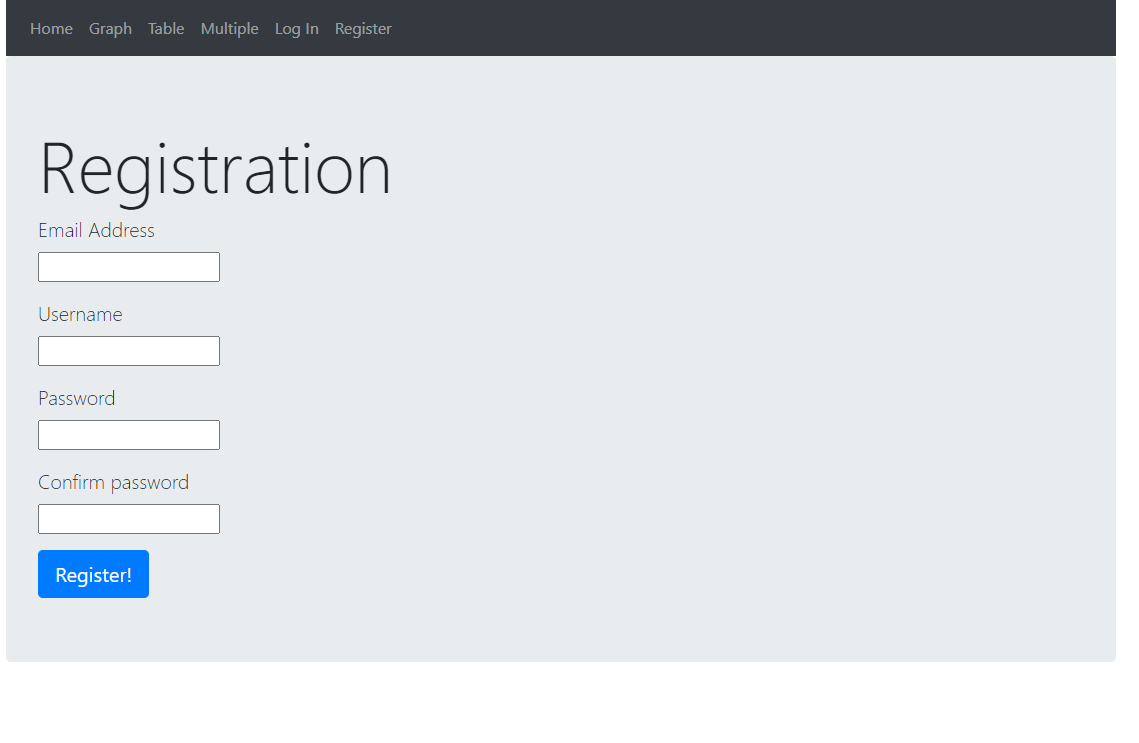 Home Graph Table Multiple Log In Register
Registration
Email Address
Username
Password
Confirm password
Register!